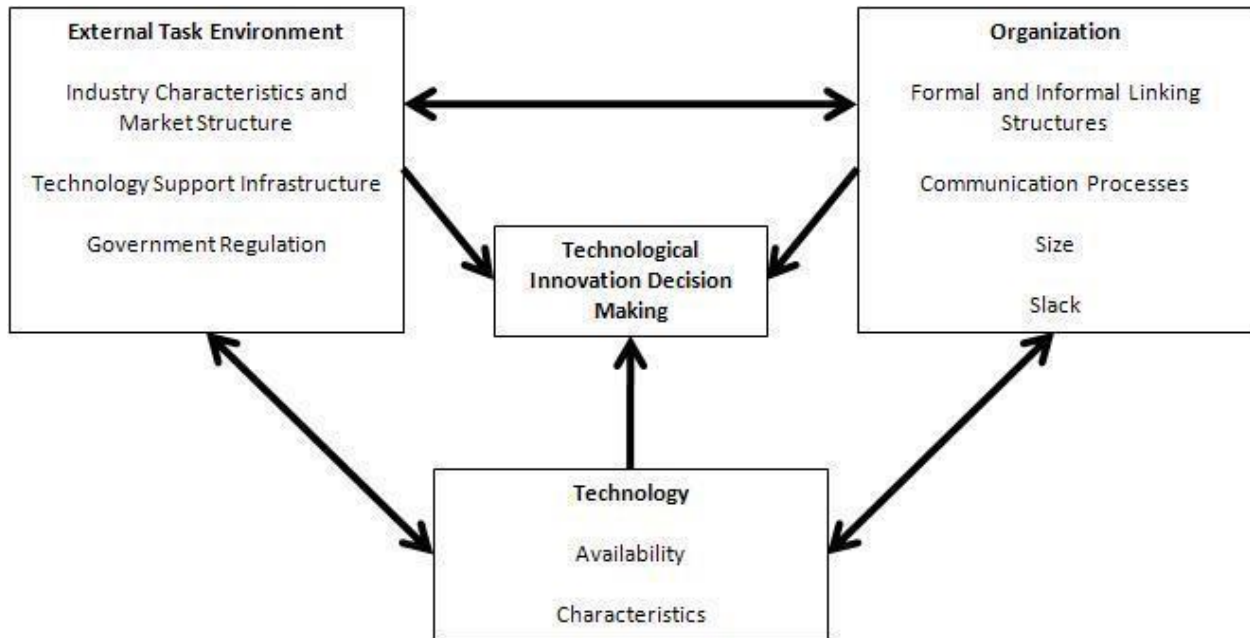 External Task Environment
Industry Characteristics and
Market Structure
Technology Support Infrastructure
Government Regulation
Organization
Formal and Informal Linking
Structures
Communication Processes
Size
Slack
Technological
Innovation Decision
Making
Technology
Availability
Characteristics